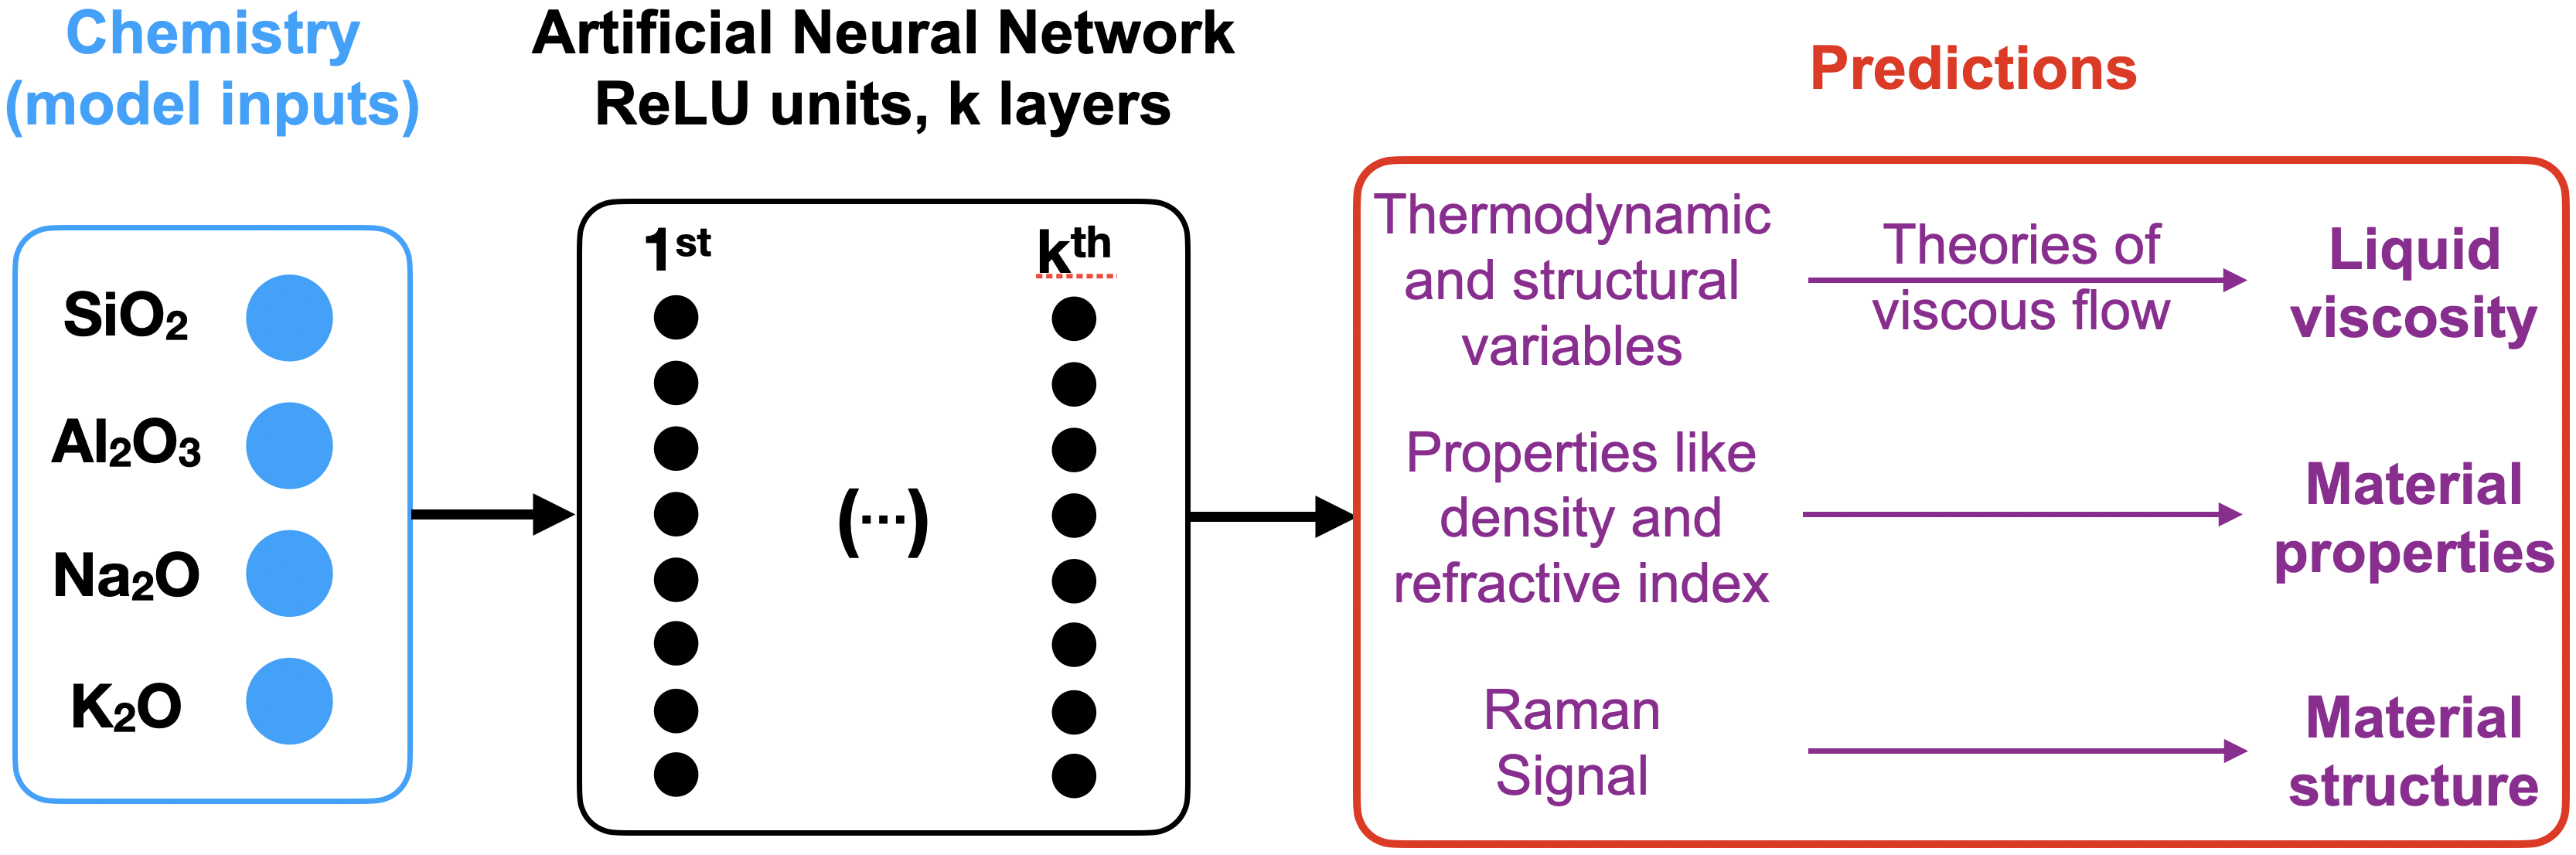 Chemistry
(model inputs)
SiO₂
Al₂O₃
Na₂O
K₂O
Artificial Neural Network
ReLU units, k layers
1ˢᵗ
kᵗʰ
(...)
Predictions
Thermodynamic
and structural
variables
Theories of
viscous flow
Liquid
viscosity
Properties like
density and
refractive index
Material
properties
Raman
Signal
Material
structure